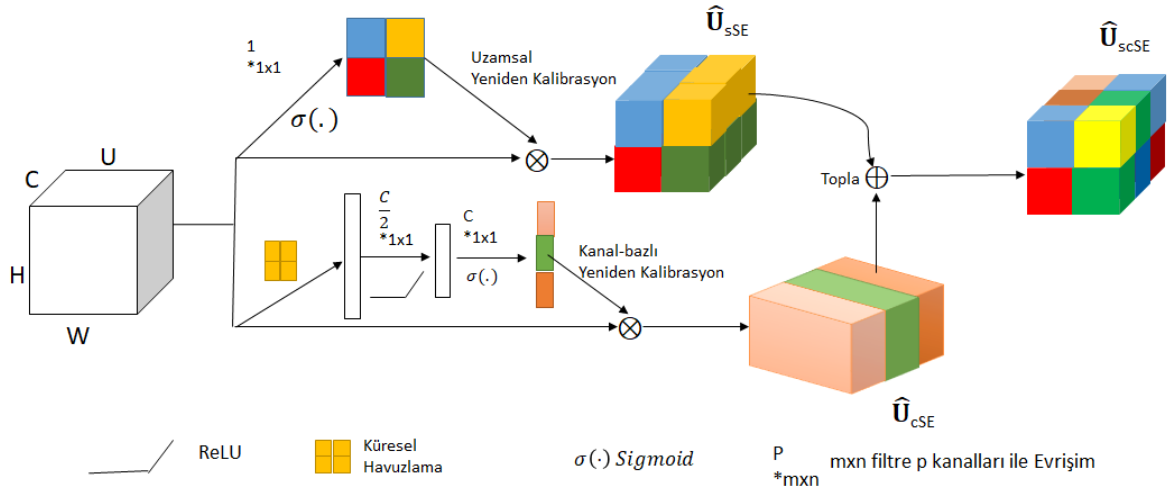 Û_sSE
Û_scSE
1
*1x1
Uzamsal
Yeniden Kalibrasyon
σ(.)
U
C
H
W
Topla
C/2
*1x1
C
*1x1
σ(.)
Kanal-bazlı
Yeniden Kalibrasyon
Û_cSE
ReLU
Küresel
Havuzlama
σ(·) Sigmoid
P
*mxn
mxn filtre p kanalları ile Evrişim